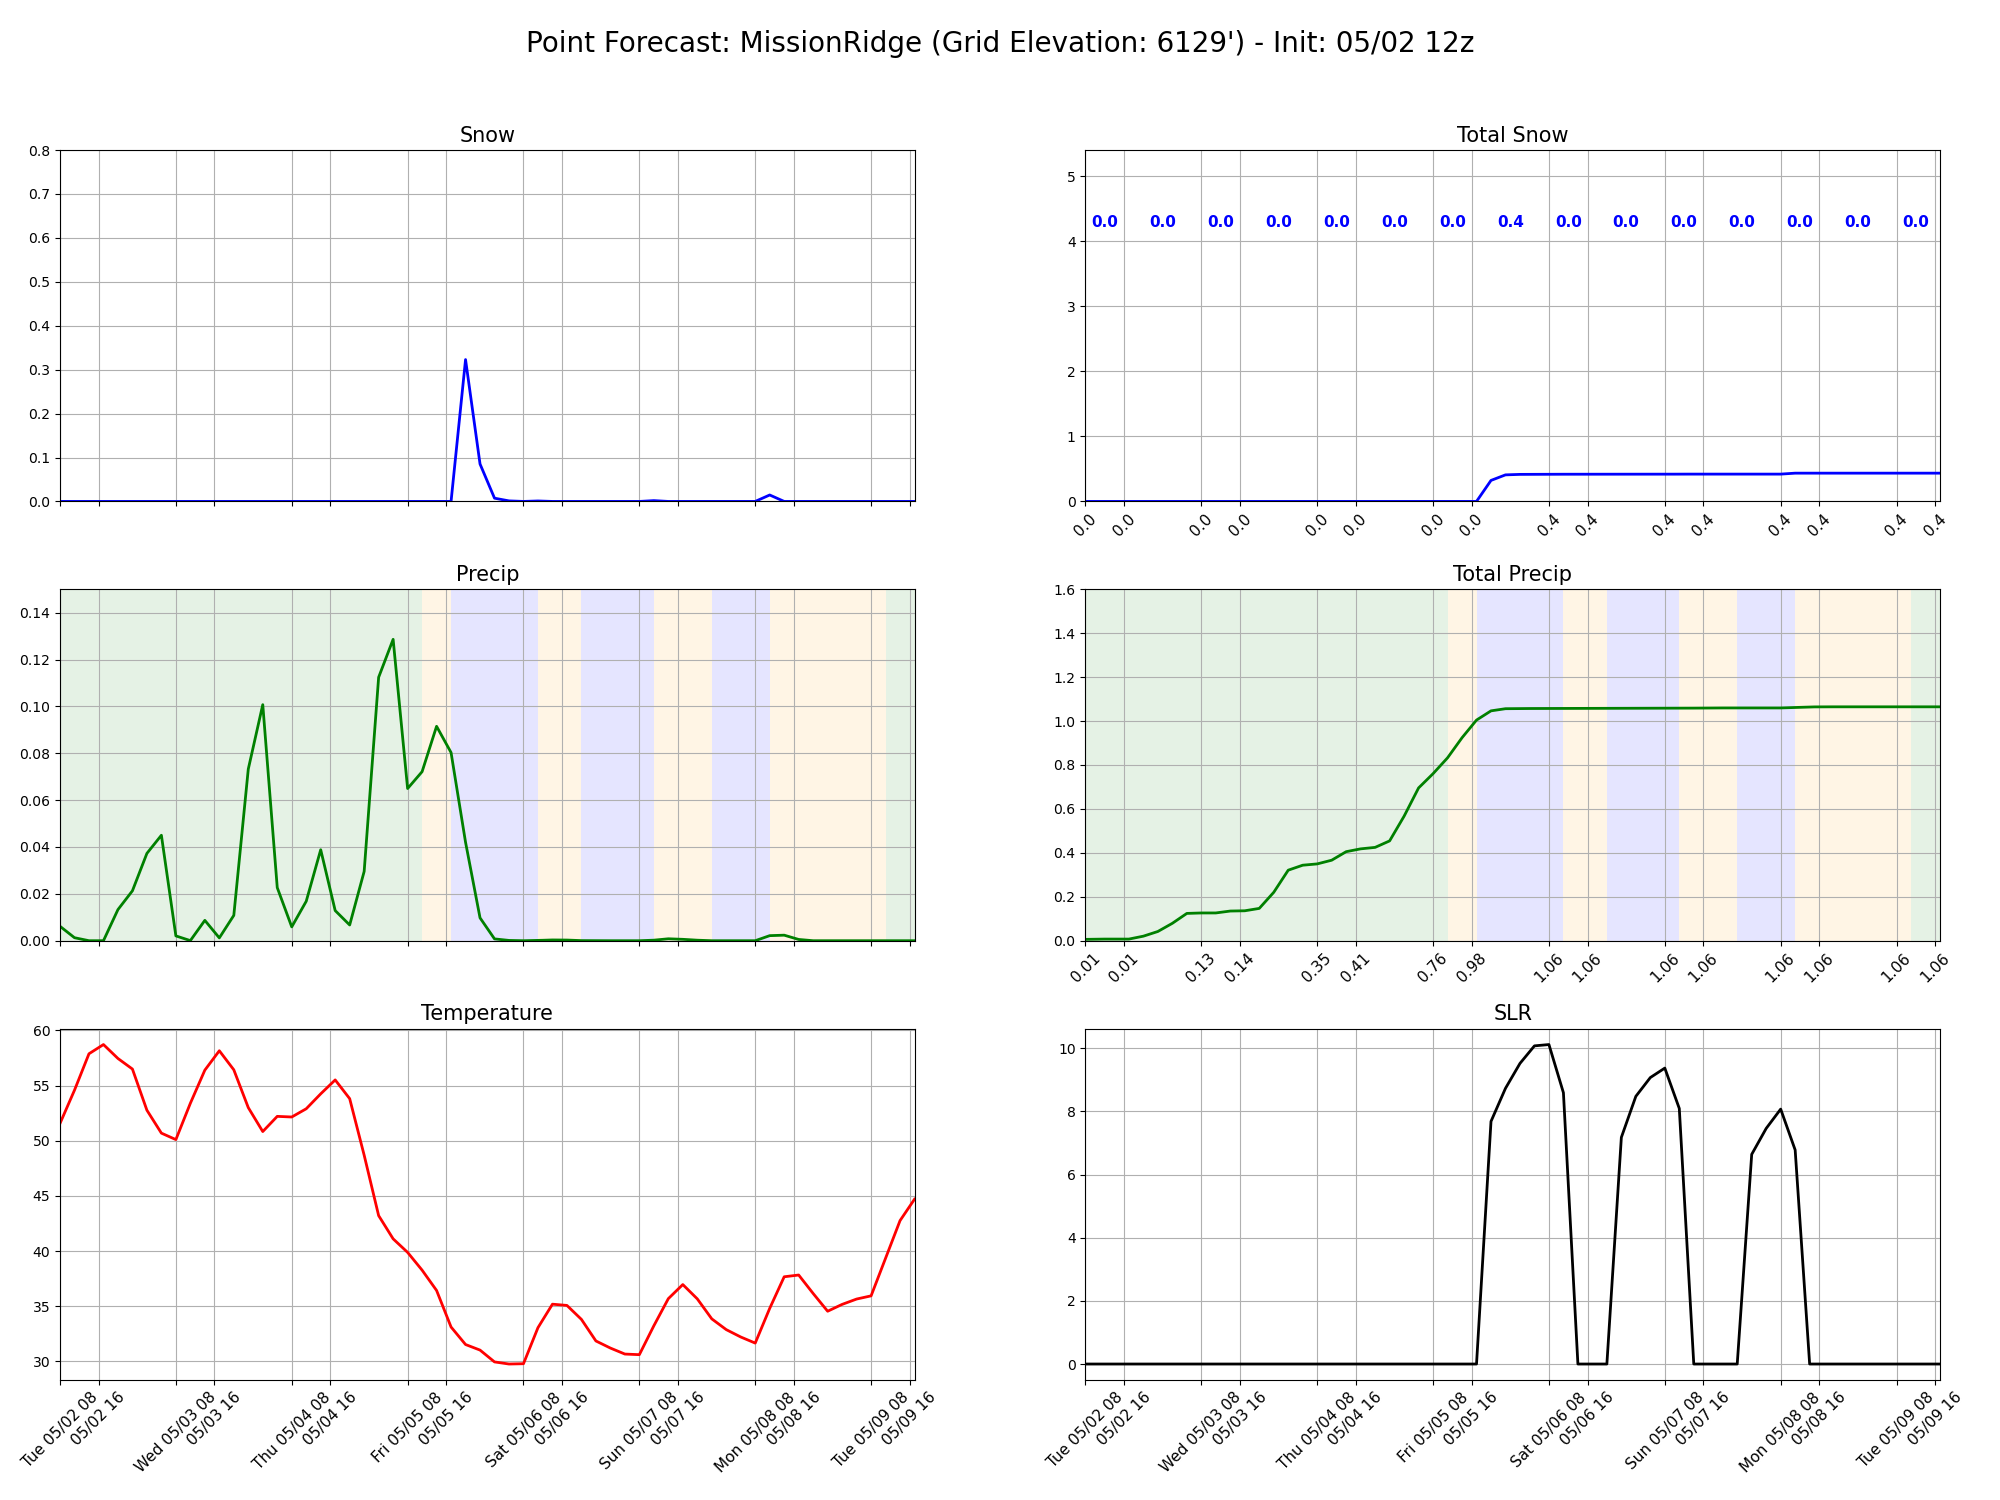 Point Forecast: MissionRidge (Grid Elevation: 6129') - Init: 05/02 12z
Snow
0.8
0.7
0.6
0.5
0.4
0.3
0.2
0.1
0.0
Total Snow
5
4
3
2
1
0
0.0 0.0 0.0 0.0 0.0 0.0 0.0 0.4 0.0 0.0 0.0 0.0 0.0 0.0 0.0
0.0 0.0 0.0 0.0 0.0 0.0 0.0 0.0 0.4 0.4 0.4 0.4 0.4 0.4 0.4 0.4
Precip
0.14
0.12
0.10
0.08
0.06
0.04
0.02
0.00
Total Precip
1.6
1.4
1.2
1.0
0.8
0.6
0.4
0.2
0.0
0.01 0.01 0.13 0.14 0.35 0.41 0.76 0.98 1.06 1.06 1.06 1.06 1.06 1.06 1.06 1.06
Temperature
60
55
50
45
40
35
30
Tue 05/02 08
05/02 16
Wed 05/03 08
05/03 16
Thu 05/04 08
05/04 16
Fri 05/05 08
05/05 16
Sat 05/06 08
05/06 16
Sun 05/07 08
05/07 16
Mon 05/08 08
05/08 16
Tue 05/09 08
05/09 16
SLR
10
8
6
4
2
0
Tue 05/02 08
05/02 16
Wed 05/03 08
05/03 16
Thu 05/04 08
05/04 16
Fri 05/05 08
05/05 16
Sat 05/06 08
05/06 16
Sun 05/07 08
05/07 16
Mon 05/08 08
05/08 16
Tue 05/09 08
05/09 16